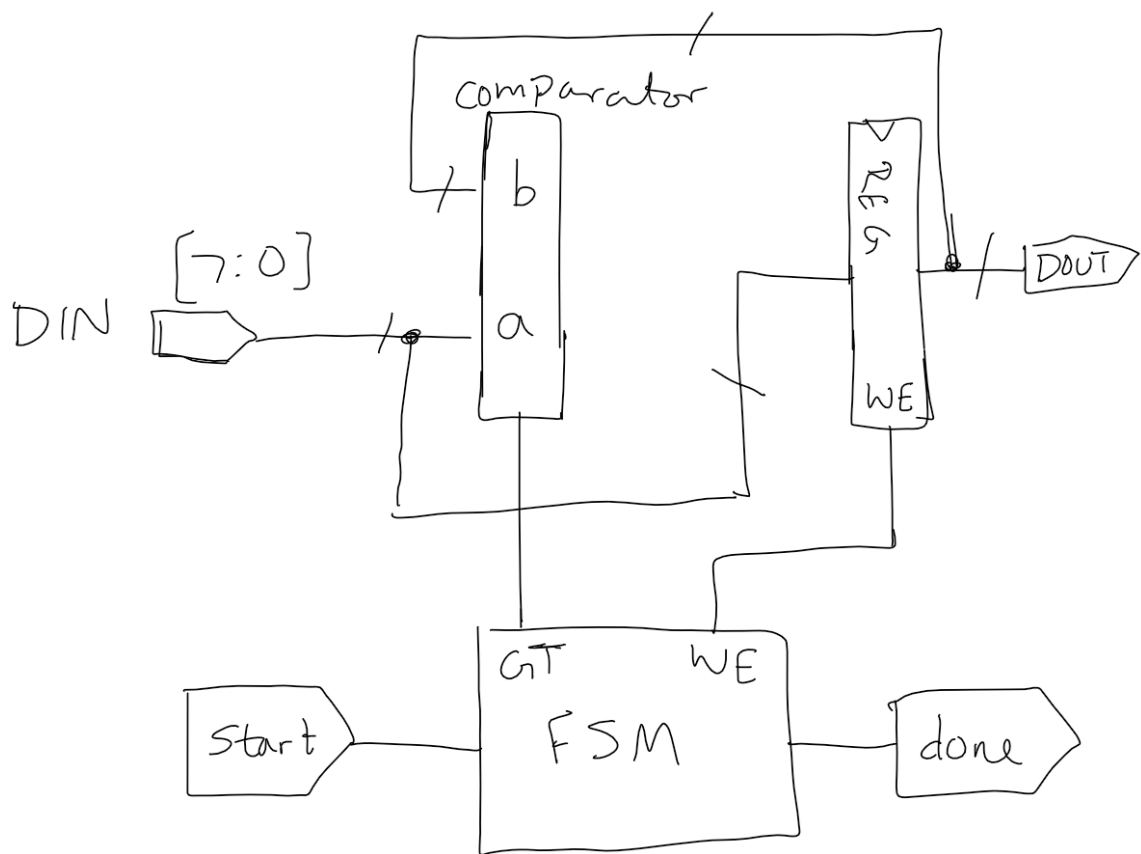 comparator
b
REG
[7:0]
DOUT
DIN
a
WE
GT
WE
start
FSM
done